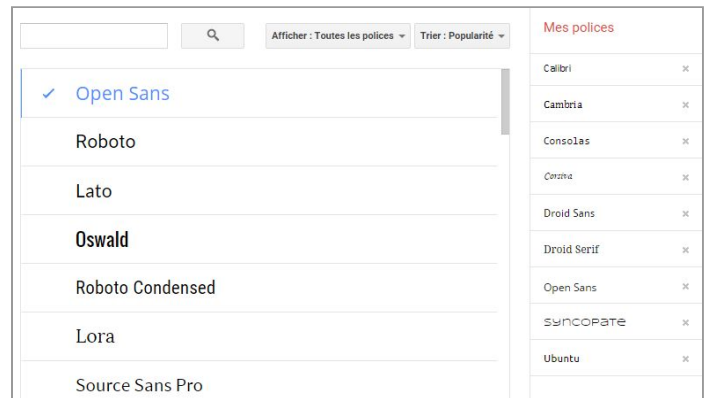 Afficher : Toutes les polices
Trier : Popularité
Open Sans
Roboto
Lato
Oswald
Roboto Condensed
Lora
Source Sans Pro
Mes polices
Calibri
Cambria
Consolas
Corsiva
Droid Sans
Droid Serif
Open Sans
Syncopate
Ubuntu